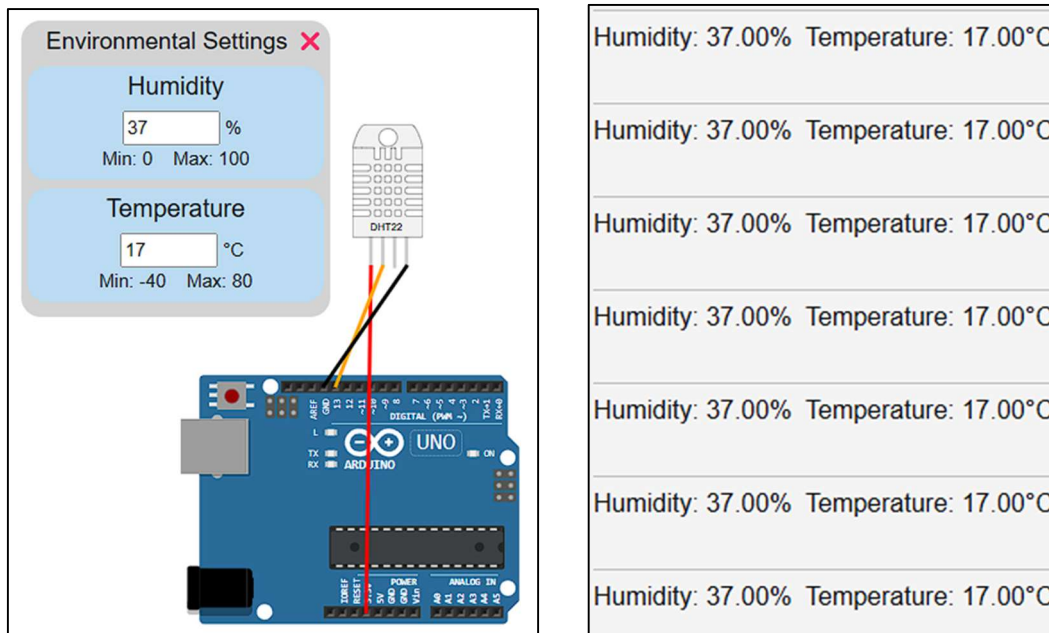 Environmental Settings
Humidity
37 %
Min: 0 Max: 100
Temperature
17 °C
Min: -40 Max: 80
DHT22
AREF
GND
13
12
~11
~10
~9
8
7
~6
~5
4
~3
2
TX→1
RX←0
DIGITAL (PWM ~)
L
TX
RX
UNO
ON
ARDUINO
POWER
ANALOG IN
IOREF
RESET
5V
GND
GND
Vin
A0
A1
A2
A3
A4
A5
Humidity: 37.00% Temperature: 17.00°C
Humidity: 37.00% Temperature: 17.00°C
Humidity: 37.00% Temperature: 17.00°C
Humidity: 37.00% Temperature: 17.00°C
Humidity: 37.00% Temperature: 17.00°C
Humidity: 37.00% Temperature: 17.00°C
Humidity: 37.00% Temperature: 17.00°C